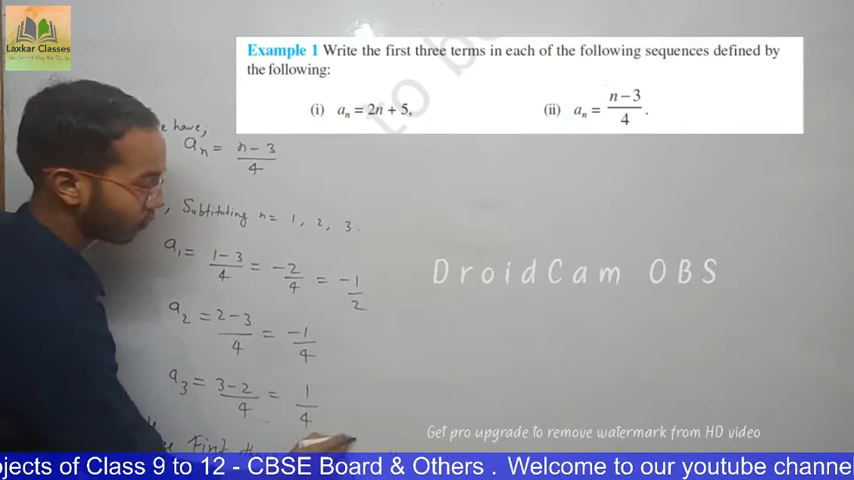 Laxkar Classes
Example 1 Write the first three terms in each of the following sequences defined by
the following:
(i) aₙ = 2n + 5, (ii) aₙ = (n−3)/4 .
to b
have,
aₙ = (n−3)/4
, Subtituting n = 1, 2, 3.
a₁ = (1−3)/4 = −2/4 = −1/2
a₂ = (2−3)/4 = −1/4
a₃ = (3−2)/4 = 1/4
First
DroidCam OBS
Get pro upgrade to remove watermark from HD video
bjects of Class 9 to 12 - CBSE Board & Others . Welcome to our youtube channe